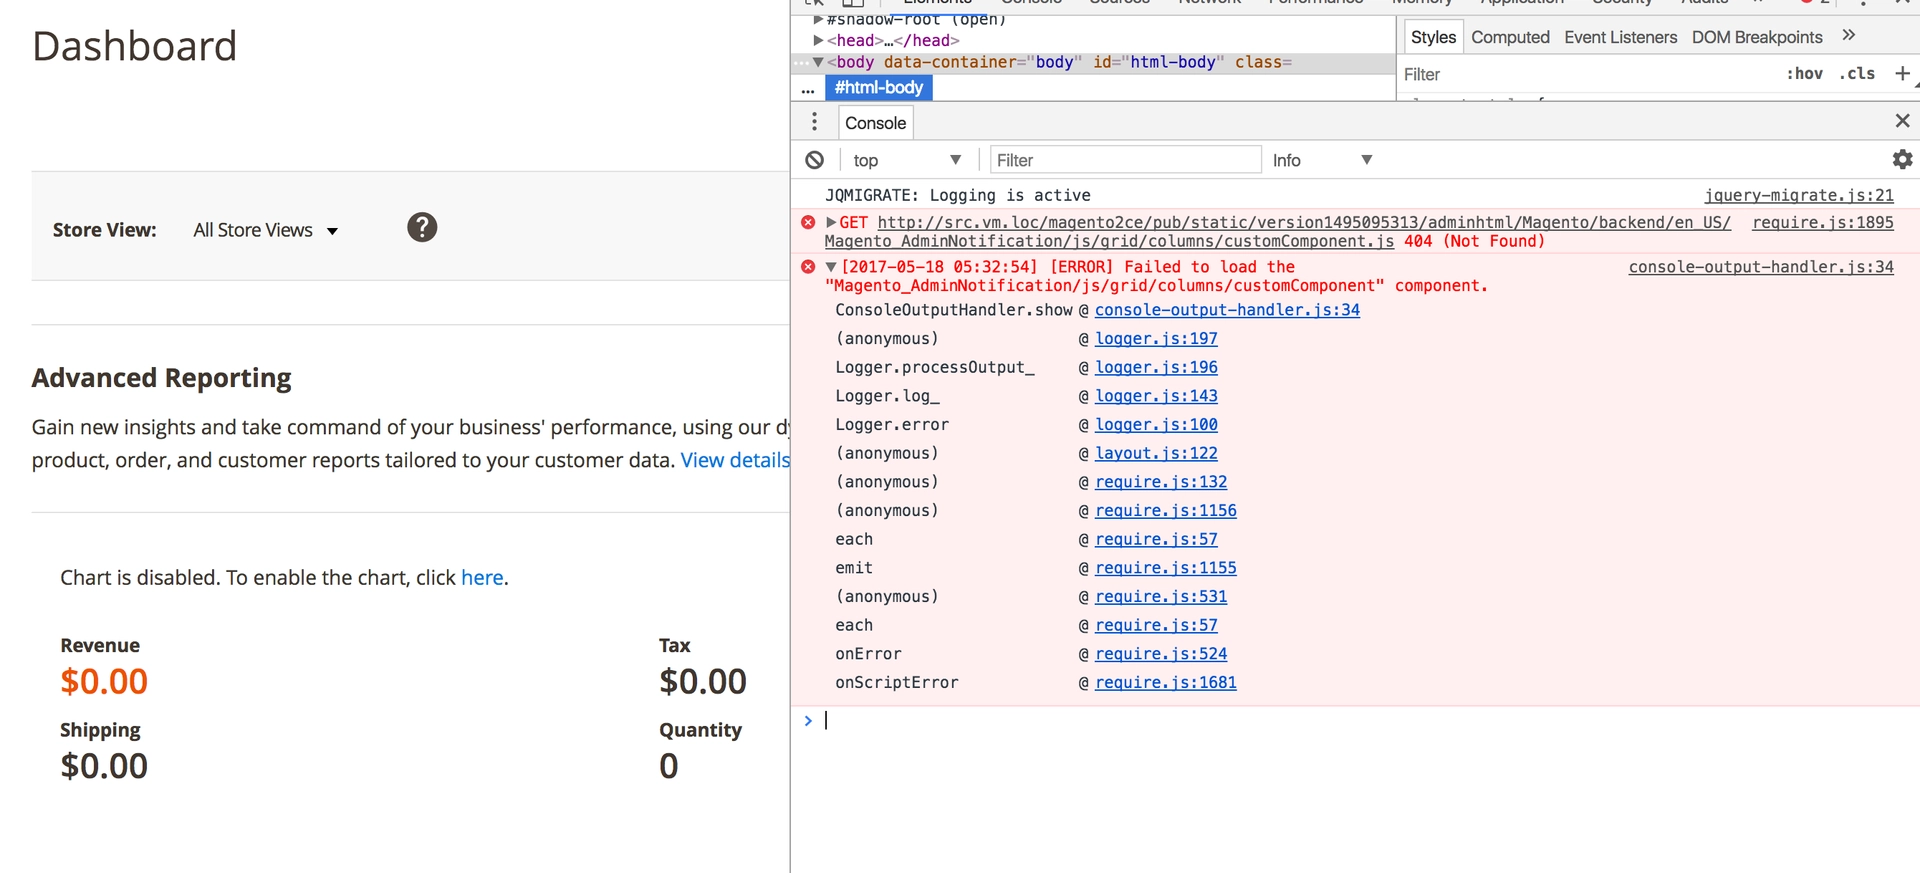 Dashboard
Store View: All Store Views ?
Advanced Reporting
Gain new insights and take command of your business' performance, using our
product, order, and customer reports tailored to your customer data. View details
Chart is disabled. To enable the chart, click here.
Revenue
$0.00
Tax
$0.00
Shipping
$0.00
Quantity
0
Elements Console Sources Network Performance Memory Application Security Audits » 2
#shadow-root (open)
<head>…</head>
<body data-container="body" id="html-body" class=
... #html-body
Styles Computed Event Listeners DOM Breakpoints »
Filter :hov .cls +
Console
top Filter Info
JQMIGRATE: Logging is active jquery-migrate.js:21
GET http://src.vm.loc/magento2ce/pub/static/version1495095313/adminhtml/Magento/backend/en_US/ require.js:1895
Magento_AdminNotification/js/grid/columns/customComponent.js 404 (Not Found)
[2017-05-18 05:32:54] [ERROR] Failed to load the console-output-handler.js:34
"Magento_AdminNotification/js/grid/columns/customComponent" component.
ConsoleOutputHandler.show @ console-output-handler.js:34
(anonymous) @ logger.js:197
Logger.processOutput_ @ logger.js:196
Logger.log_ @ logger.js:143
Logger.error @ logger.js:100
(anonymous) @ layout.js:122
(anonymous) @ require.js:132
(anonymous) @ require.js:1156
each @ require.js:57
emit @ require.js:1155
(anonymous) @ require.js:531
each @ require.js:57
onError @ require.js:524
onScriptError @ require.js:1681
>